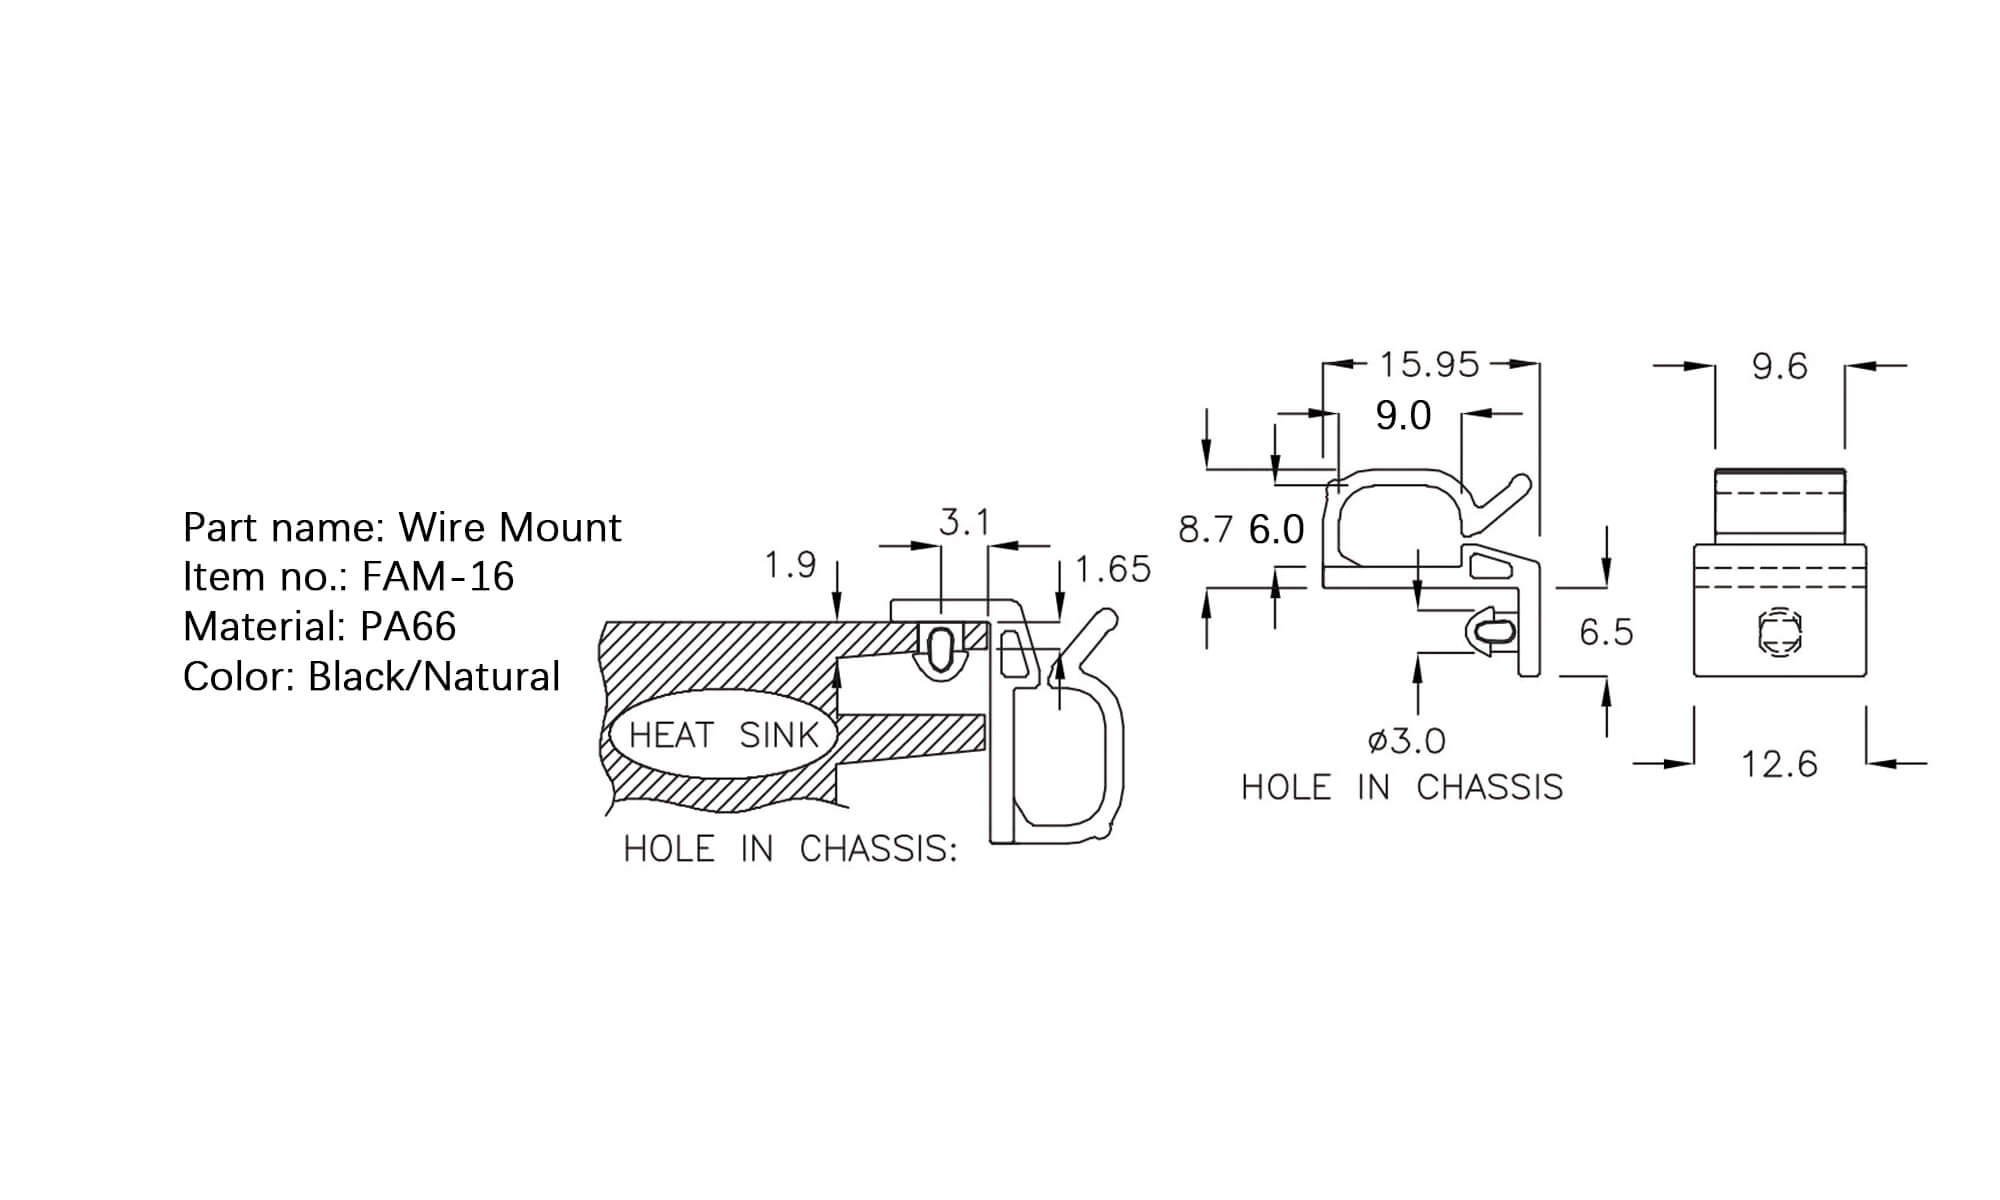 Part name: Wire Mount
Item no.: FAM-16
Material: PA66
Color: Black/Natural
3.1
1.9
1.65
HEAT SINK
HOLE IN CHASSIS:
15.95
9.0
8.7 6.0
6.5
ø3.0
HOLE IN CHASSIS
9.6
12.6